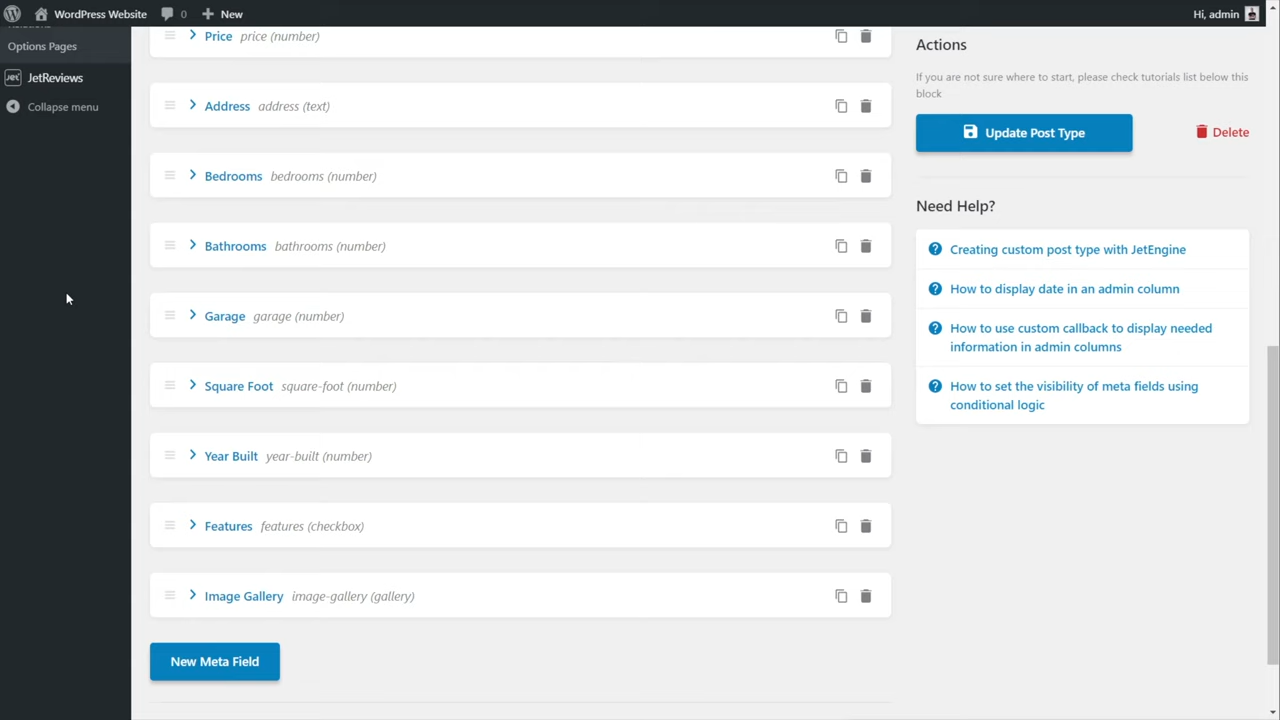 WordPress Website
0
New
Hi, admin
Relations
Options Pages
JET JetReviews
Collapse menu
Price price (number)
Address address (text)
Bedrooms bedrooms (number)
Bathrooms bathrooms (number)
Garage garage (number)
Square Foot square-foot (number)
Year Built year-built (number)
Features features (checkbox)
Image Gallery image-gallery (gallery)
New Meta Field
Actions
If you are not sure where to start, please check tutorials list below this
block
Update Post Type
Delete
Need Help?
Creating custom post type with JetEngine
How to display date in an admin column
How to use custom callback to display needed
information in admin columns
How to set the visibility of meta fields using
conditional logic